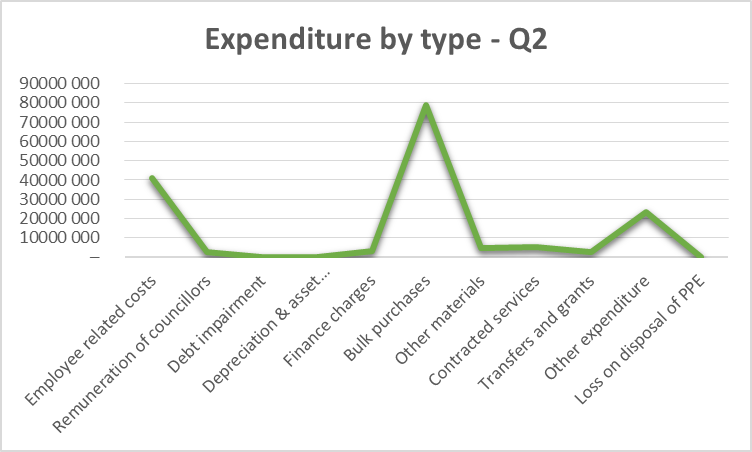 Expenditure by type - Q2
90000 000
80000 000
70000 000
60000 000
50000 000
40000 000
30000 000
20000 000
10000 000
–
Employee related costs
Remuneration of councillors
Debt impairment
Depreciation & asset...
Finance charges
Bulk purchases
Other materials
Contracted services
Transfers and grants
Other expenditure
Loss on disposal of PPE